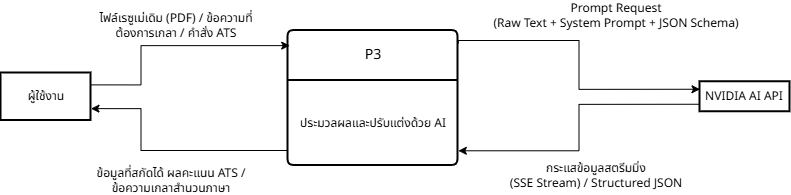 ไฟล์เรซูเม่เดิม (PDF) / ข้อความที่
ต้องการเกลา / คำสั่ง ATS
Prompt Request
(Raw Text + System Prompt + JSON Schema)
P3
ผู้ใช้งาน
NVIDIA AI API
ประมวลผลและปรับแต่งด้วย AI
ข้อมูลที่สกัดได้ ผลคะแนน ATS /
ข้อความเกลาสำนวนภาษา
กระแสข้อมูลสตรีมมิ่ง
(SSE Stream) / Structured JSON